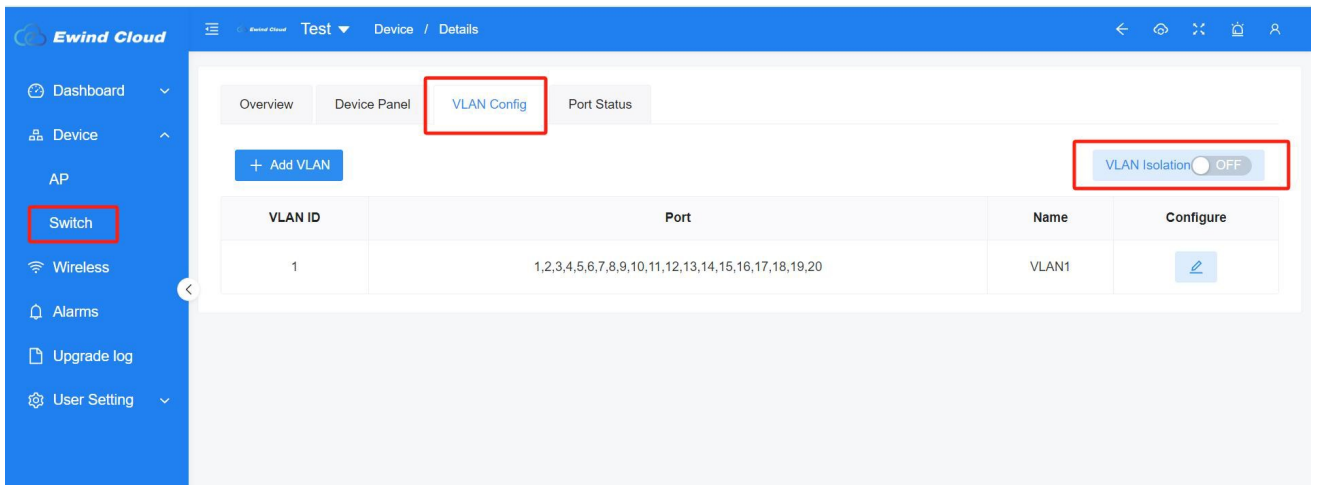 Ewind Cloud
Ewind Cloud Test Device / Details
Dashboard
Device
AP
Switch
Wireless
Alarms
Upgrade log
User Setting
Overview Device Panel VLAN Config Port Status
+ Add VLAN VLAN Isolation OFF
VLAN ID Port Name Configure
1 1,2,3,4,5,6,7,8,9,10,11,12,13,14,15,16,17,18,19,20 VLAN1